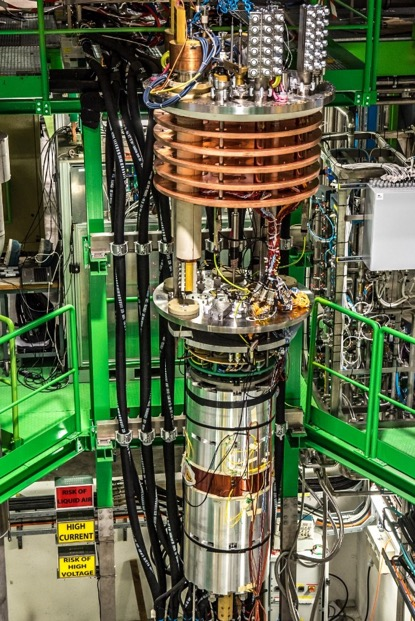 RISK OF
LIQUID AIR
HIGH
CURRENT
RISK OF HIGH
VOLTAGE